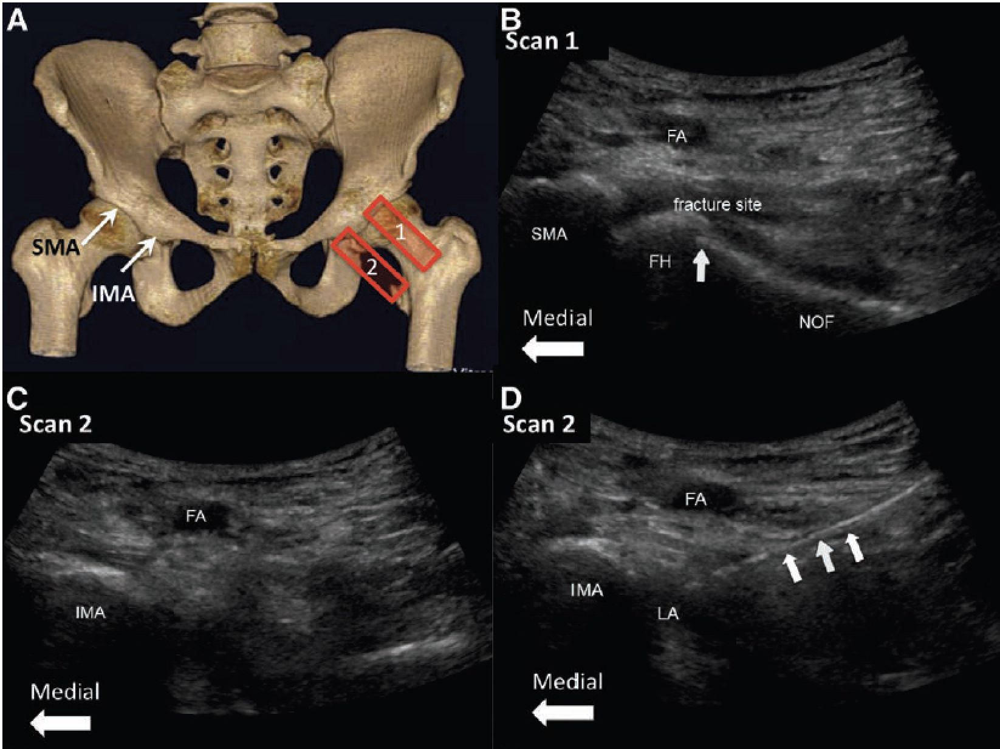 A
SMA
IMA
1
2
B
Scan 1
FA
fracture site
SMA
FH
NOF
Medial
C
Scan 2
FA
IMA
Medial
D
Scan 2
FA
IMA
LA
Medial